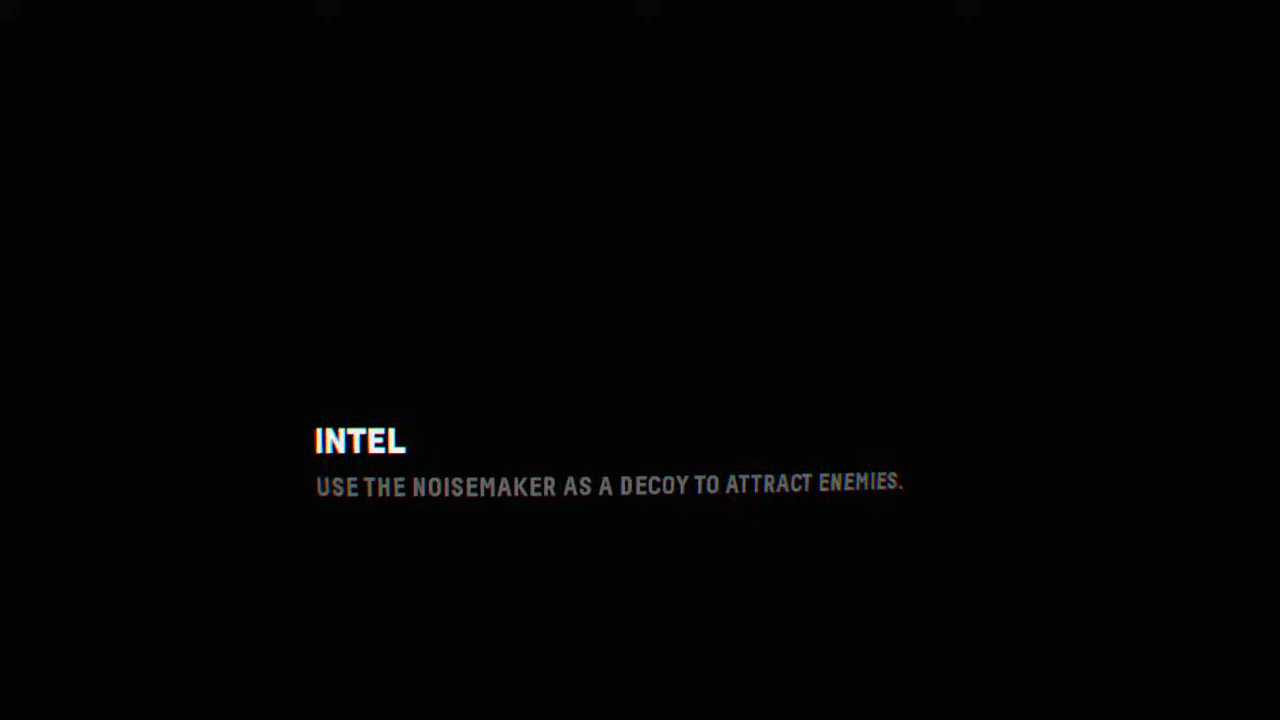 INTEL
USE THE NOISEMAKER AS A DECOY TO ATTRACT ENEMIES.